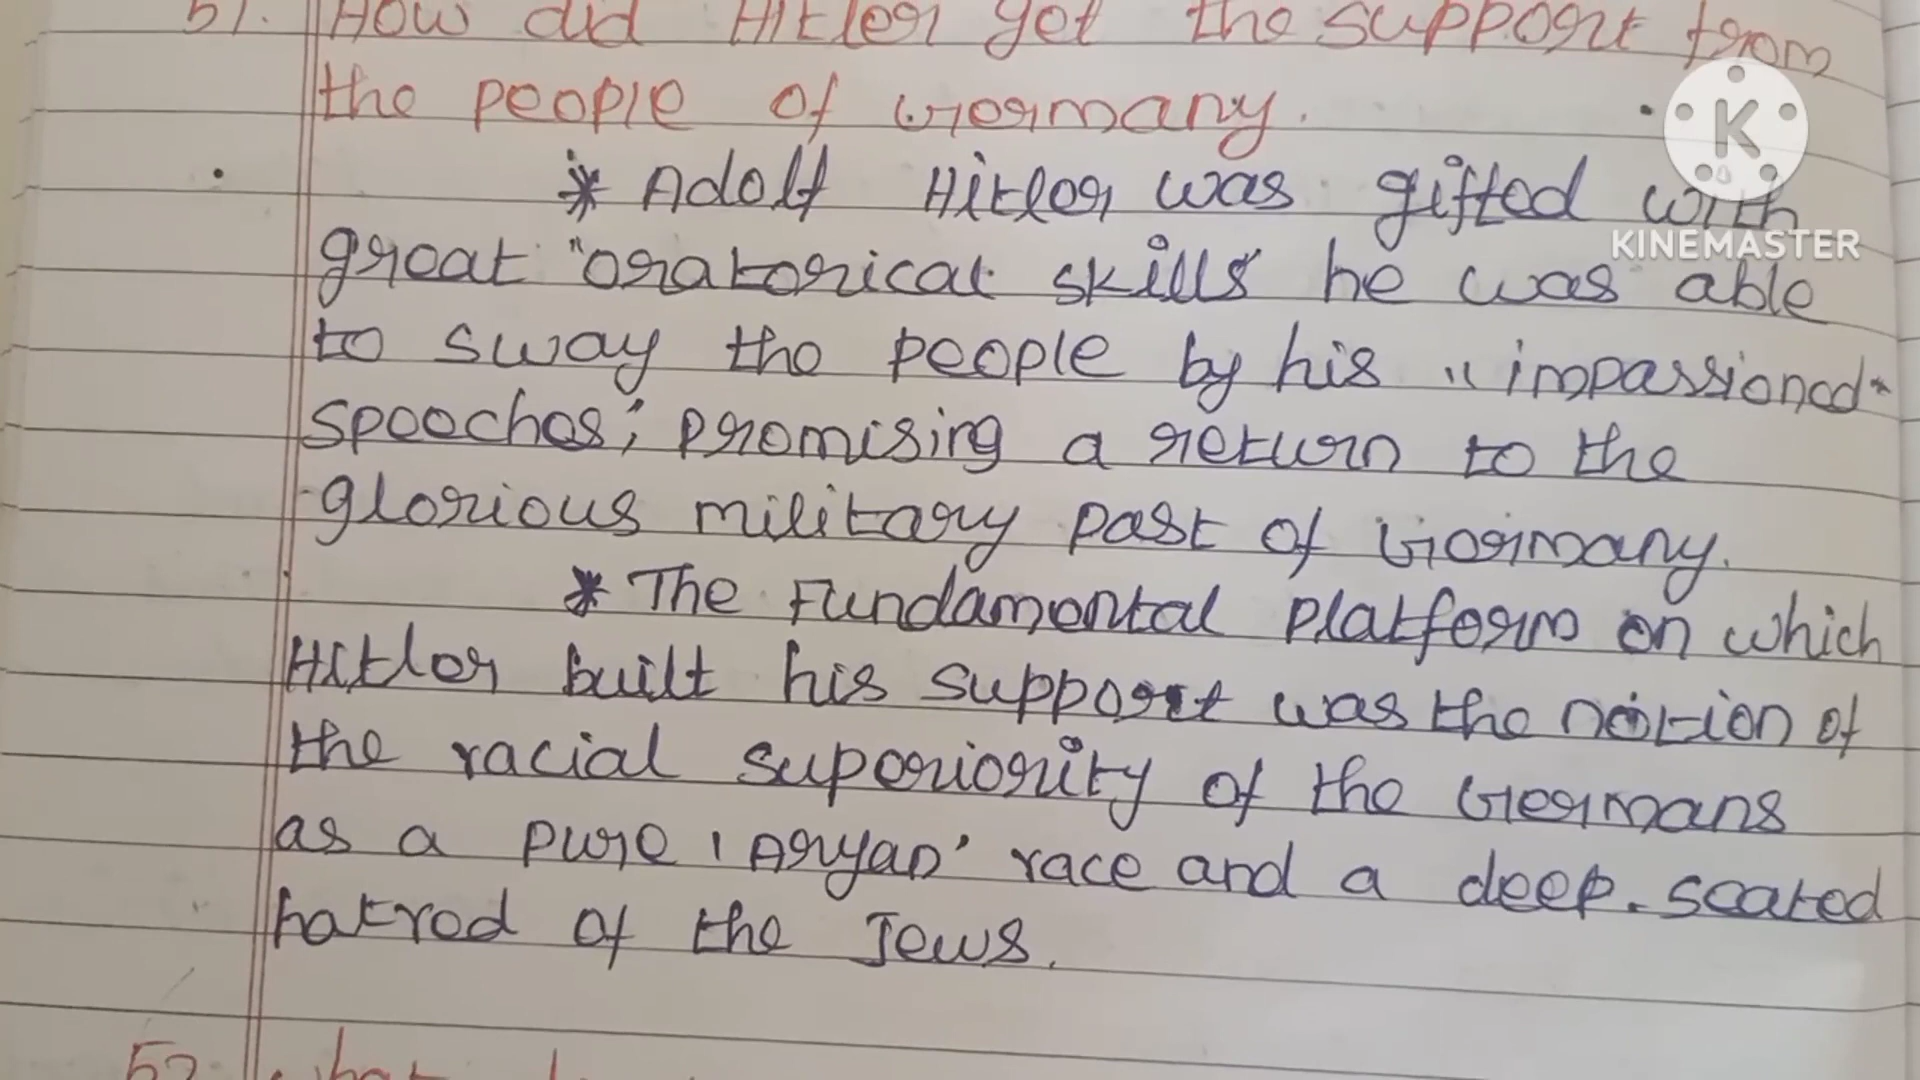 51. How did Hitler get the support from
the people of Germany.
* Adolf Hitler was gifted with
great "oratorical skills he was able
to sway the people by his "impassioned"
speeches; promising a return to the
glorious military past of Germany.
* The Fundamental platform on which
Hitler built his support was the notion of
the racial superiority of the Germans
as a pure 'Aryan' race and a deep-seated
hatred of the Jews.
52. What
K
KINEMASTER